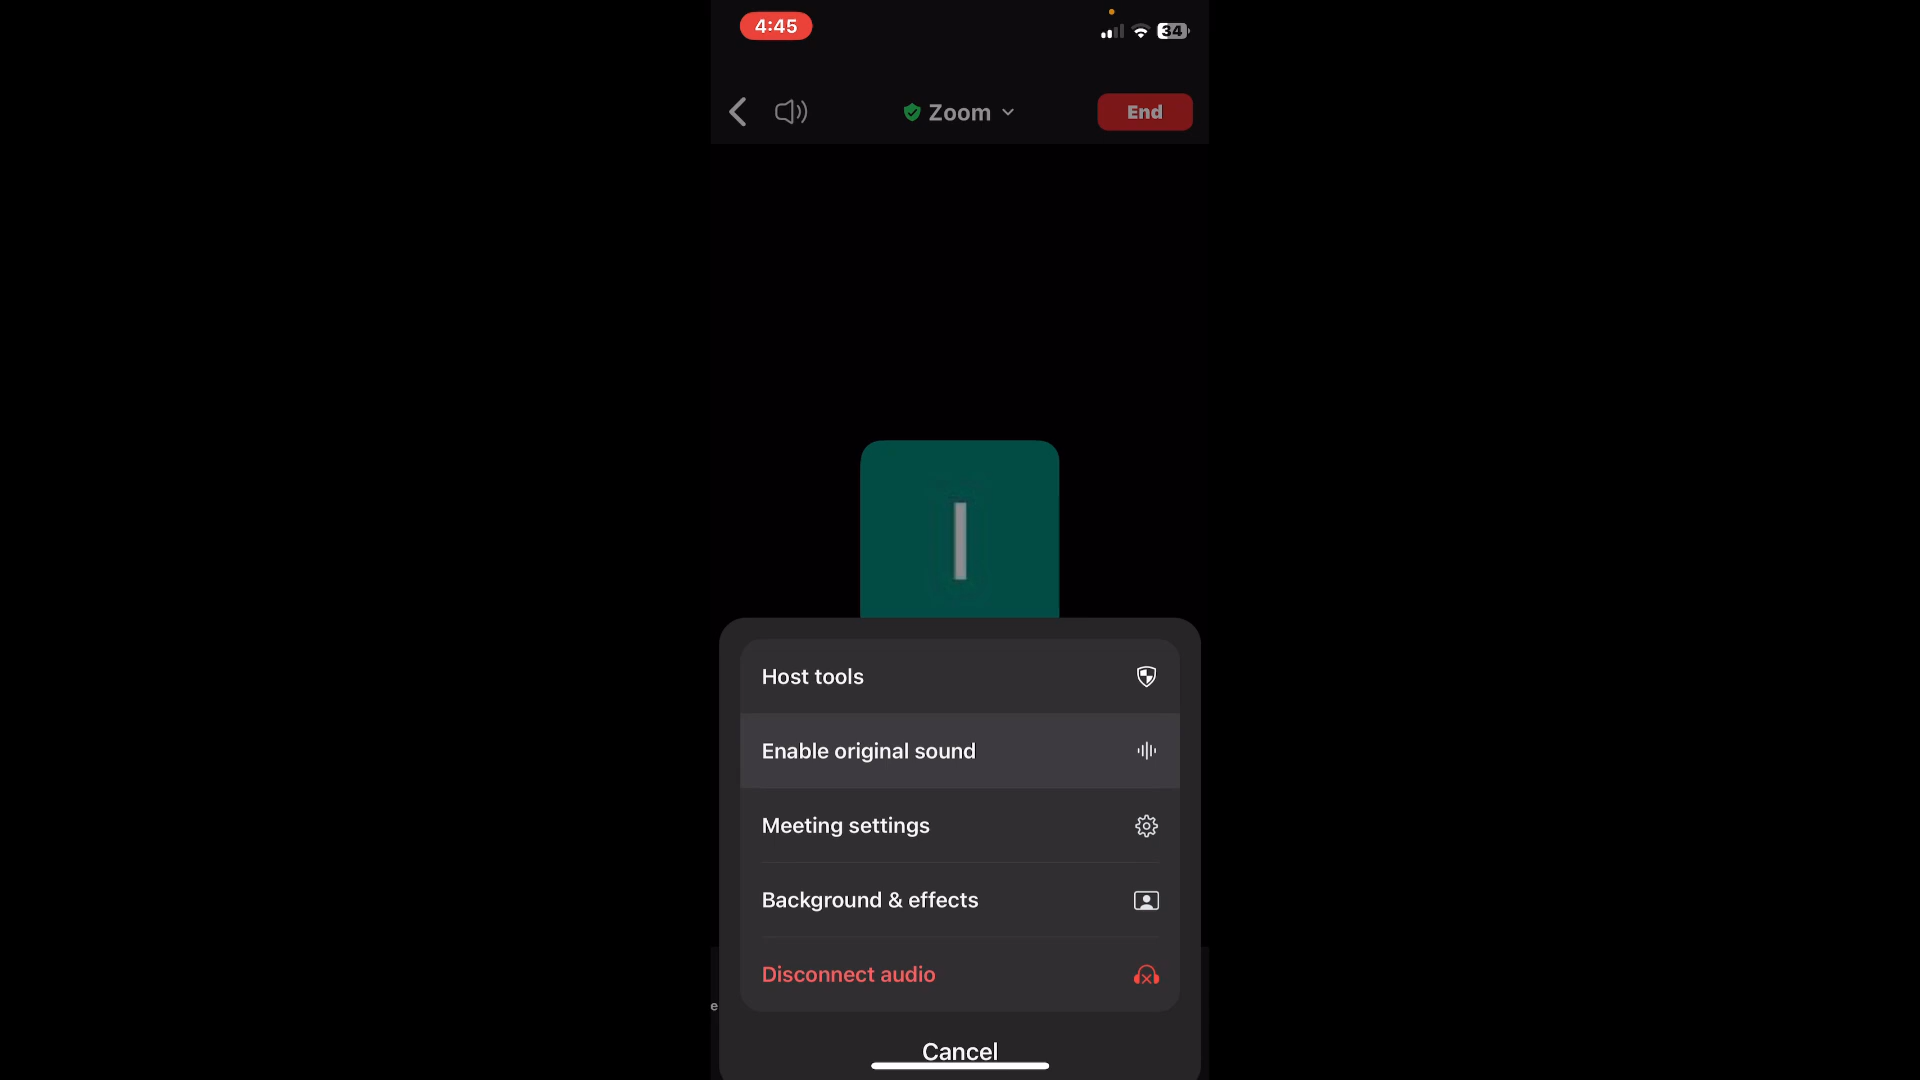 4:45
34
Zoom
End
I
Host tools
Enable original sound
Meeting settings
Background & effects
Disconnect audio
e
Cancel